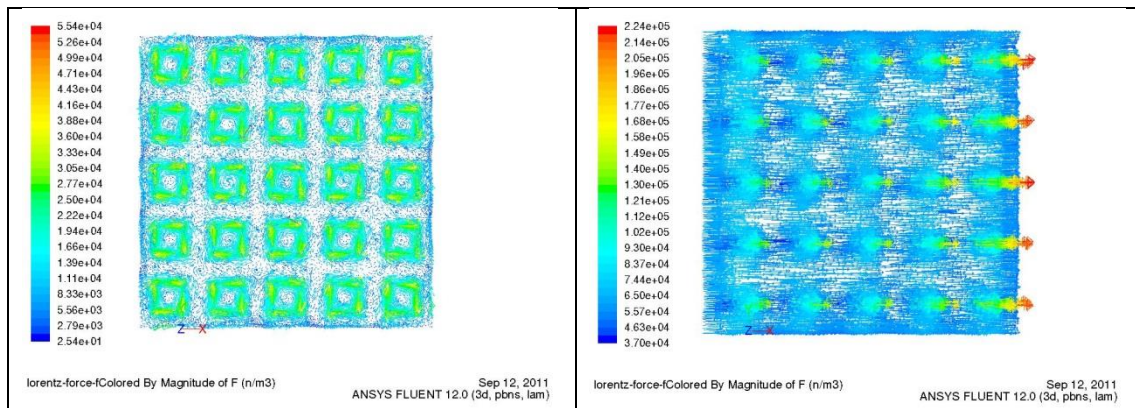 5.54e+04
5.26e+04
4.99e+04
4.71e+04
4.43e+04
4.16e+04
3.88e+04
3.60e+04
3.33e+04
3.05e+04
2.77e+04
2.50e+04
2.22e+04
1.94e+04
1.66e+04
1.39e+04
1.11e+04
8.33e+03
5.56e+03
2.79e+03
2.54e+01
Z X
lorentz-force-fColored By Magnitude of F (n/m3)
Sep 12, 2011
ANSYS FLUENT 12.0 (3d, pbns, lam)
2.24e+05
2.14e+05
2.05e+05
1.96e+05
1.86e+05
1.77e+05
1.68e+05
1.58e+05
1.49e+05
1.40e+05
1.30e+05
1.21e+05
1.12e+05
1.02e+05
9.30e+04
8.37e+04
7.44e+04
6.50e+04
5.57e+04
4.63e+04
3.70e+04
Z X
lorentz-force-fColored By Magnitude of F (n/m3)
Sep 12, 2011
ANSYS FLUENT 12.0 (3d, pbns, lam)